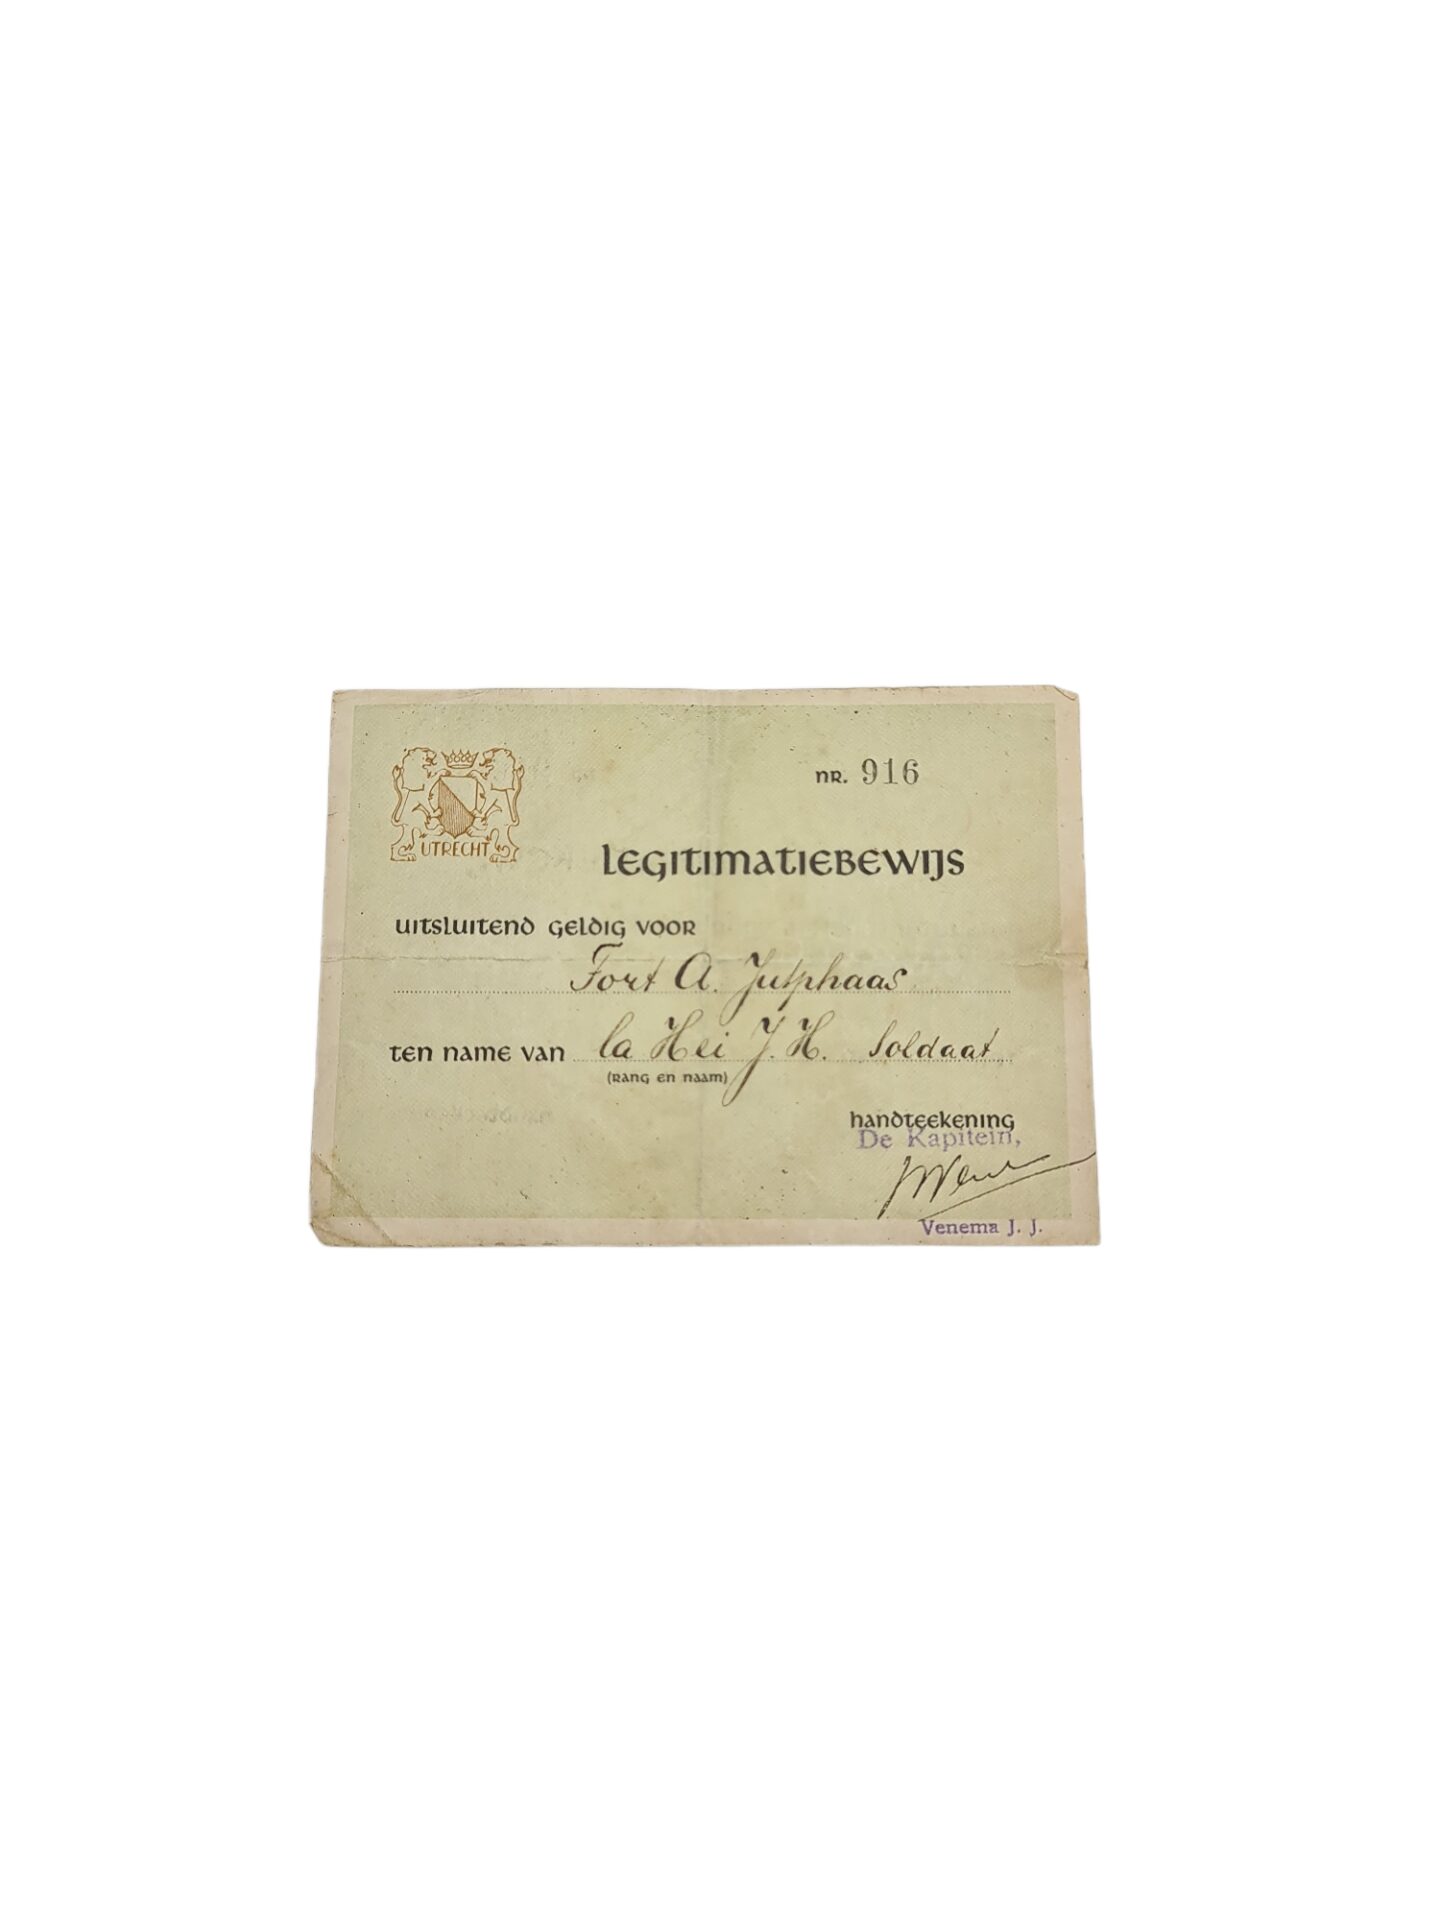 UTRECHT
NR. 916
LEGITIMATIEBEWIJS
UITSLUITEND GELDIG VOOR
Fort A. Jutphaas
TEN NAME VAN la Hei J. H. Soldaat
(RANG EN NAAM)
HANDTEEKENING
De Kapitein,
Venema J. J.